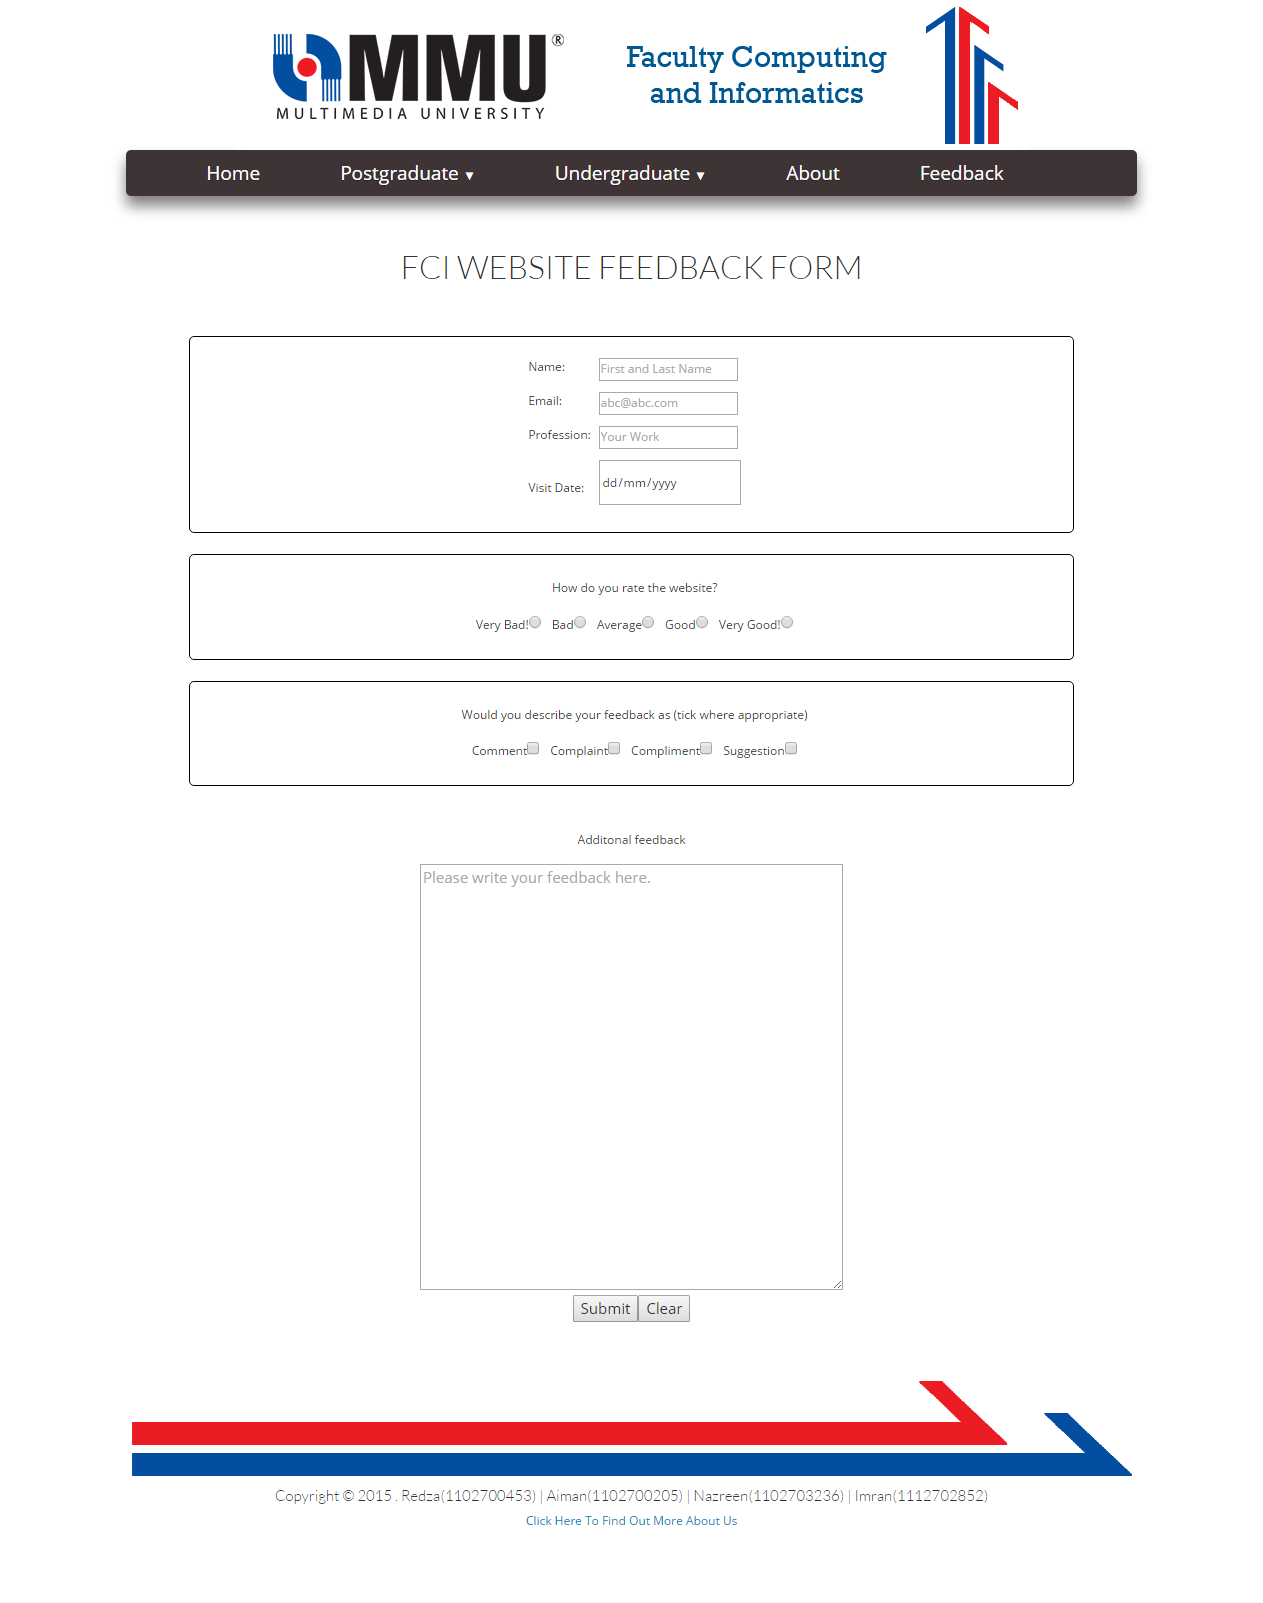 MMU®
MULTIMEDIA UNIVERSITY
Faculty Computing
and Informatics
Home Postgraduate ▼ Undergraduate ▼ About Feedback
FCI WEBSITE FEEDBACK FORM
Name: First and Last Name
Email: abc@abc.com
Profession: Your Work
Visit Date: dd/mm/yyyy
How do you rate the website?
Very Bad! Bad Average Good Very Good!
Would you describe your feedback as (tick where appropriate)
Comment Complaint Compliment Suggestion
Additonal feedback
Please write your feedback here.
Submit Clear
Copyright © 2015 . Redza(1102700453) | Aiman(1102700205) | Nazreen(1102703236) | Imran(1112702852)
Click Here To Find Out More About Us